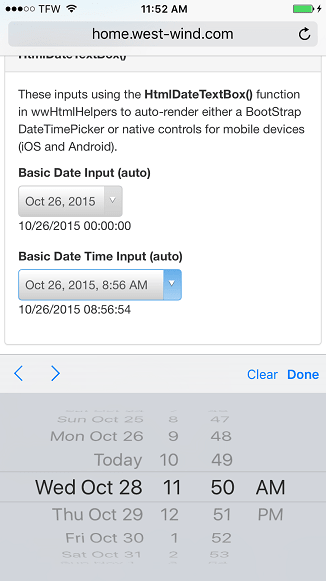 TFW 11:52 AM
home.west-wind.com
HtmlDateTextBox()
These inputs using the HtmlDateTextBox() function
in wwHtmlHelpers to auto-render either a BootStrap
DateTimePicker or native controls for mobile devices
(iOS and Android).
Basic Date Input (auto)
Oct 26, 2015
10/26/2015 00:00:00
Basic Date Time Input (auto)
Oct 26, 2015, 8:56 AM
10/26/2015 08:56:54
Clear Done
Sun Oct 25 8 47
Mon Oct 26 9 48
Today 10 49
Wed Oct 28 11 50 AM
Thu Oct 29 12 51 PM
Fri Oct 30 1 52
Sat Oct 31 2 53